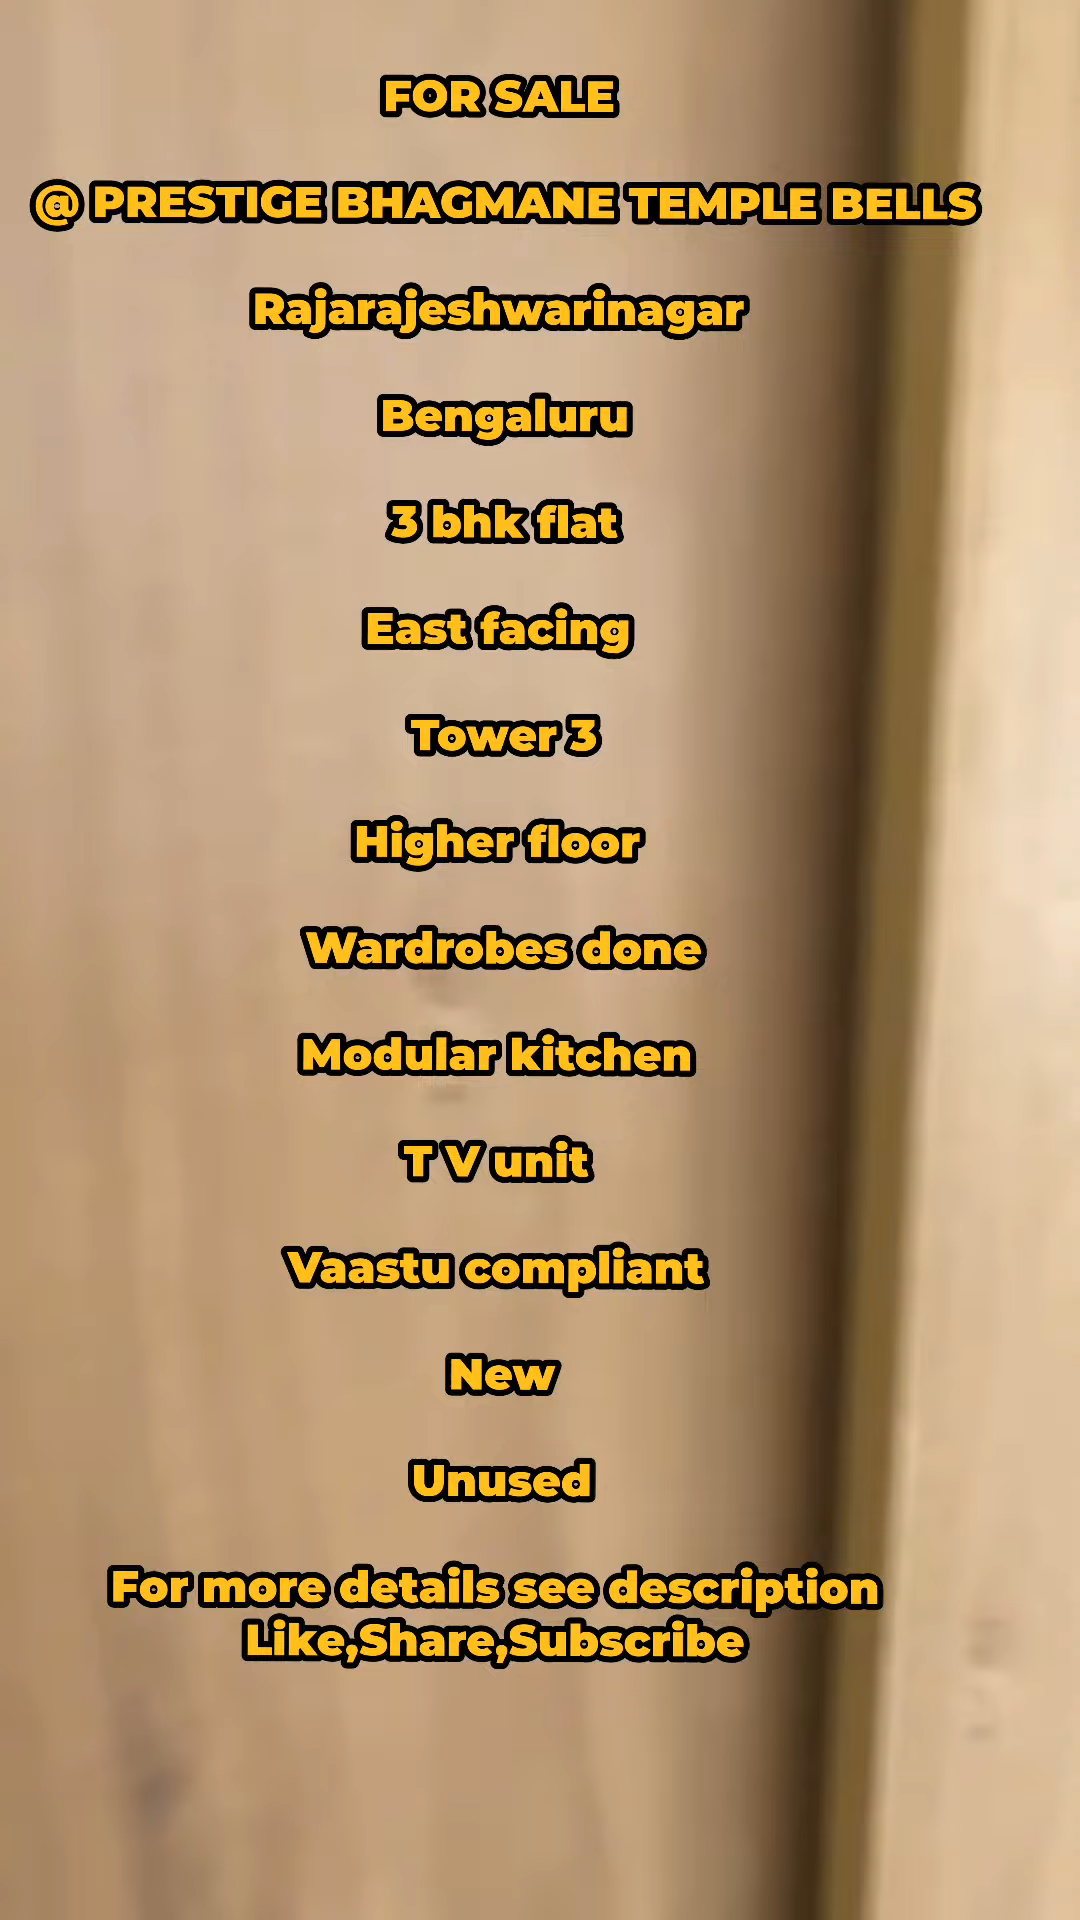 FOR SALE
@ PRESTIGE BHAGMANE TEMPLE BELLS
Rajarajeshwarinagar
Bengaluru
3 bhk flat
East facing
Tower 3
Higher floor
Wardrobes done
Modular kitchen
T V unit
Vaastu compliant
New
Unused
For more details see description
Like,Share,Subscribe